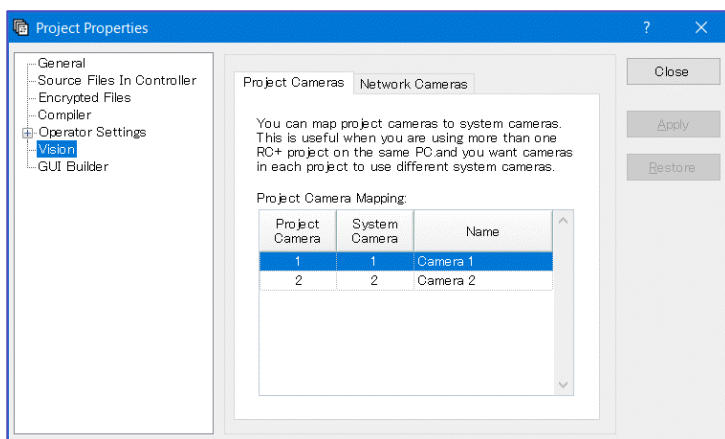 Project Properties
?
General
Source Files In Controller
Encrypted Files
Compiler
Operator Settings
Vision
GUI Builder
Project Cameras
Network Cameras
You can map project cameras to system cameras.
This is useful when you are using more than one
RC+ project on the same PC.and you want cameras
in each project to use different system cameras.
Project Camera Mapping:
Project Camera System Camera Name
1 1 Camera 1
2 2 Camera 2
Close
Apply
Restore